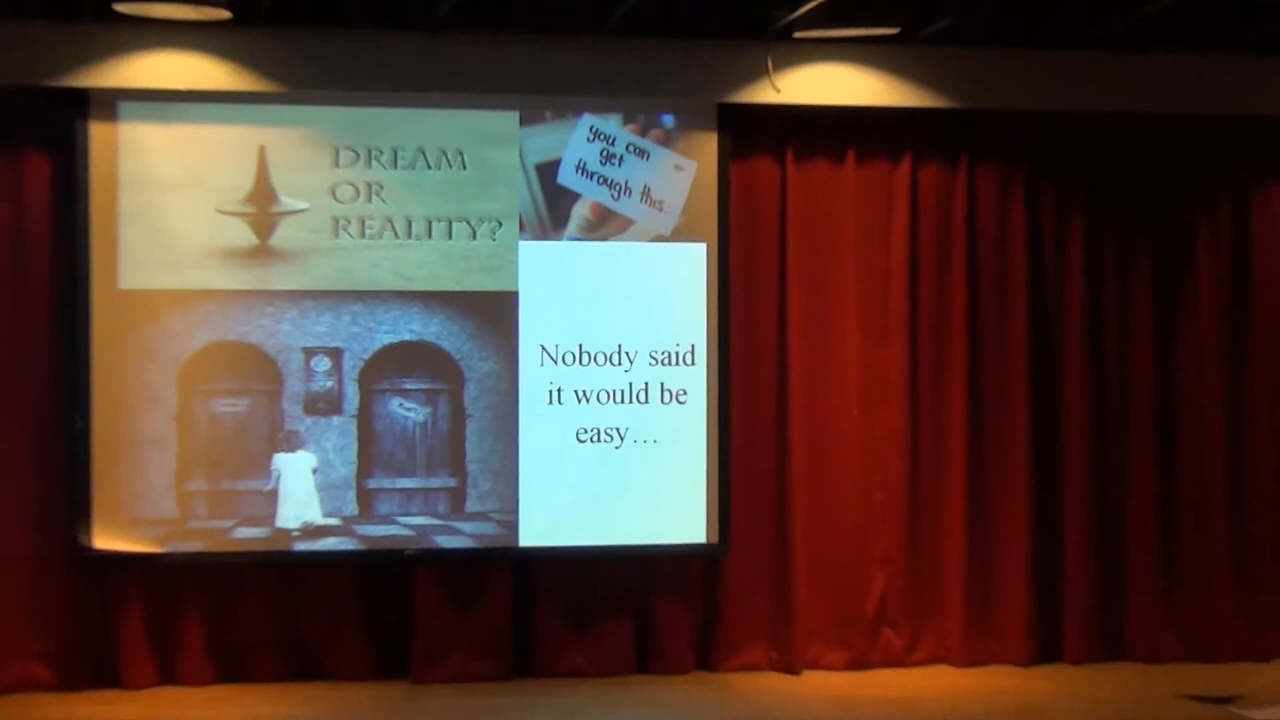 DREAM
OR
REALITY?
you can
get
through this.
Nobody said
it would be
easy…